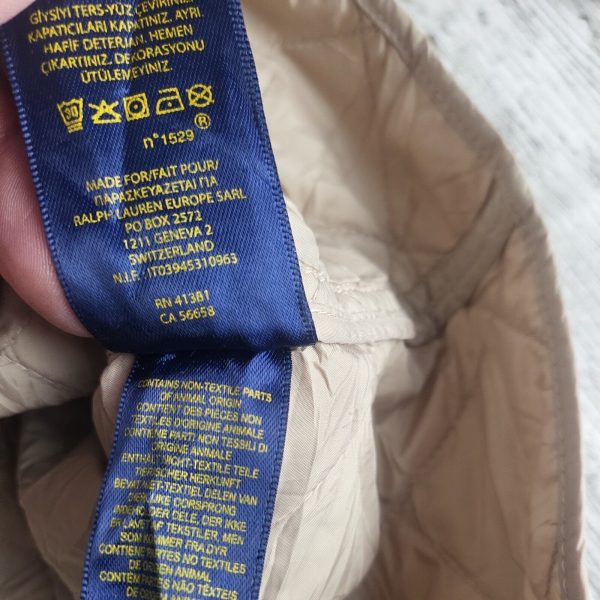 GİYSİYİ TERS-YÜZ ÇEVİRİNİZ.
KAPATICILARI KAPATINIZ. AYRI.
HAFİF DETERJAN. HEMEN
ÇIKARTINIZ. DEKORASYONU
ÜTÜLEMEYİNİZ.
30
n°1529 ®
MADE FOR/FAIT POUR/
ΠΑΡΑΣΚΕΥΑΖΕΤΑΙ ΓΙΑ
RALPH LAUREN EUROPE SARL
PO BOX 2572
1211 GENEVA 2
SWITZERLAND
N.I.F. IT03945310963
RN 41381
CA 56658
CONTAINS NON-TEXTILE PARTS
OF ANIMAL ORIGIN
CONTIENT DES PIECES NON
TEXTILES D'ORIGINE ANIMALE
CONTIENE PARTI NON TESSILI DI
ORIGINE ANIMALE
ENTHÄLT NICHT-TEXTILE TEILE
TIERISCHER HERKUNFT
BEVAT NIET-TEXTIEL DELEN VAN
DIERLIJKE OORSPRONG
INDEHOLDER DELE, DER IKKE
ER LAVET AF TEKSTILER, MEN
SOM KOMMER FRA DYR
CONTIENE PARTES NO TEXTILES
DE ORIGEN ANIMAL
CONTÉM PARTES NÃO TÊXTEIS
DE ORIGEM ANIMAL